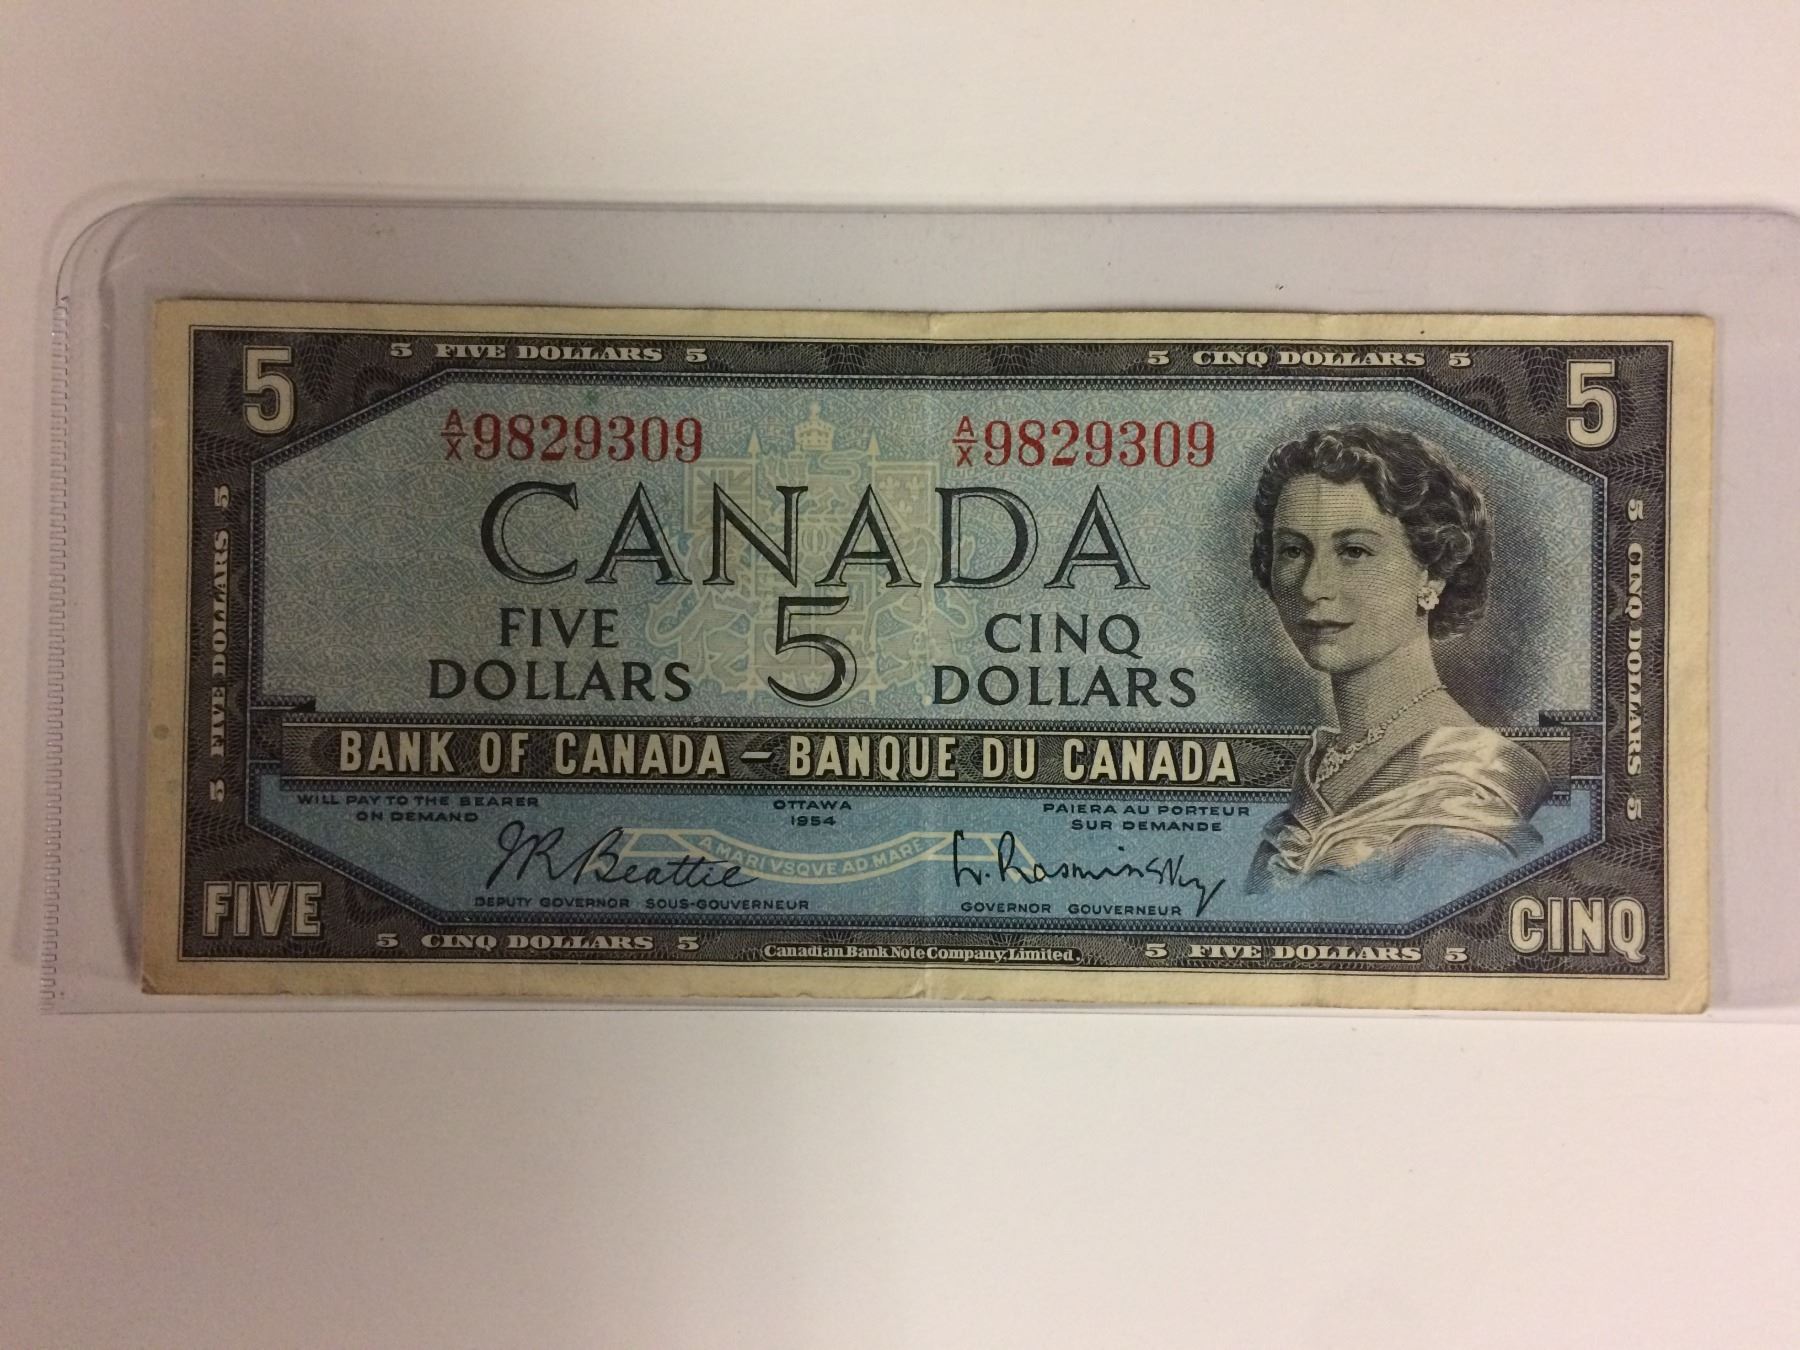 5 FIVE DOLLARS 5
5 CINQ DOLLARS 5
5
5
A/X 9829309
A/X 9829309
CANADA
FIVE DOLLARS
5
CINQ DOLLARS
5 FIVE DOLLARS 5
5 CINQ DOLLARS 5
BANK OF CANADA – BANQUE DU CANADA
WILL PAY TO THE BEARER
ON DEMAND
OTTAWA
1954
PAIERA AU PORTEUR
SUR DEMANDE
A MARI VSQVE AD MARE
J R Beattie
L. Rasminsky
DEPUTY GOVERNOR SOUS-GOUVERNEUR
GOVERNOR GOUVERNEUR
FIVE
CINQ
5 CINQ DOLLARS 5
Canadian Bank Note Company, Limited.
5 FIVE DOLLARS 5